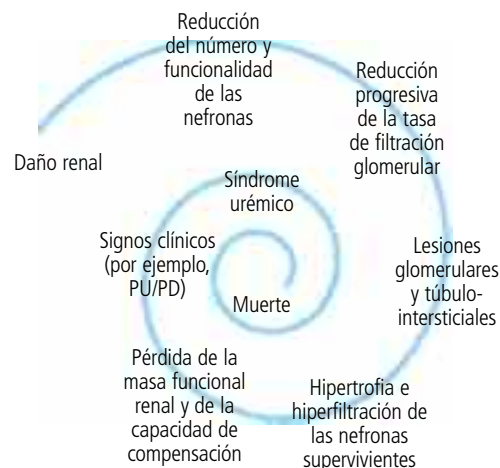 Reducción
del número y
funcionalidad
de las
nefronas
Reducción
progresiva
de la tasa
de filtración
glomerular
Daño renal
Síndrome
urémico
Signos clínicos
(por ejemplo,
PU/PD)
Lesiones
glomerulares
y túbulo-
intersticiales
Muerte
Pérdida de la
masa funcional
renal y de la
capacidad de
compensación
Hipertrofia e
hiperfiltración de
las nefronas
supervivientes